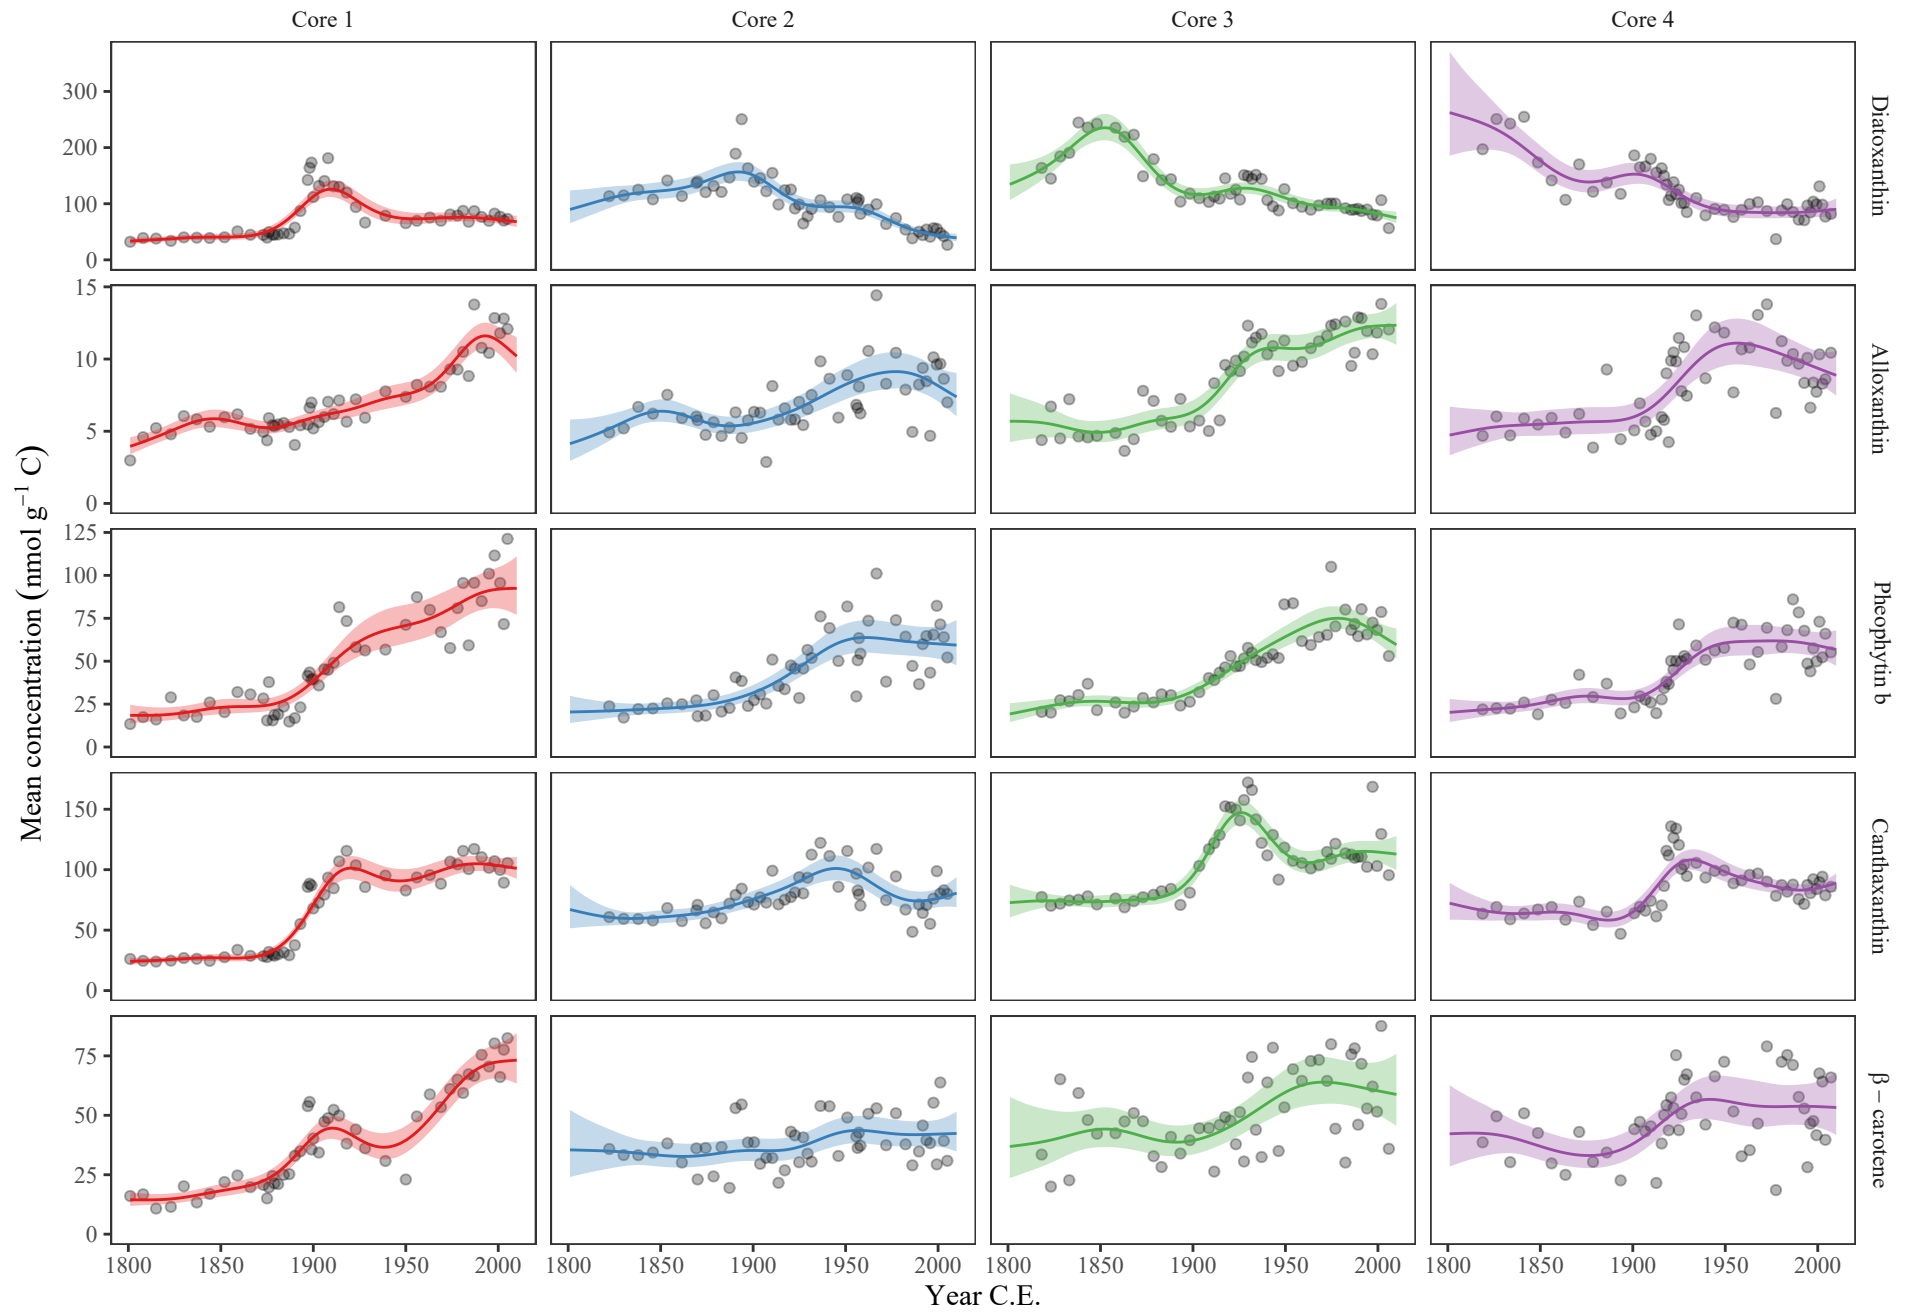 Core 1 Core 2 Core 3 Core 4
300
200
100
0
Diatoxanthin
15
10
5
0
Alloxanthin
125
100
75
50
25
0
Pheophytin b
150
100
50
0
Canthaxanthin
75
50
25
0
β − carotene
Mean concentration (nmol g⁻¹ C)
1800 1850 1900 1950 2000 1800 1850 1900 1950 2000 1800 1850 1900 1950 2000 1800 1850 1900 1950 2000
Year C.E.